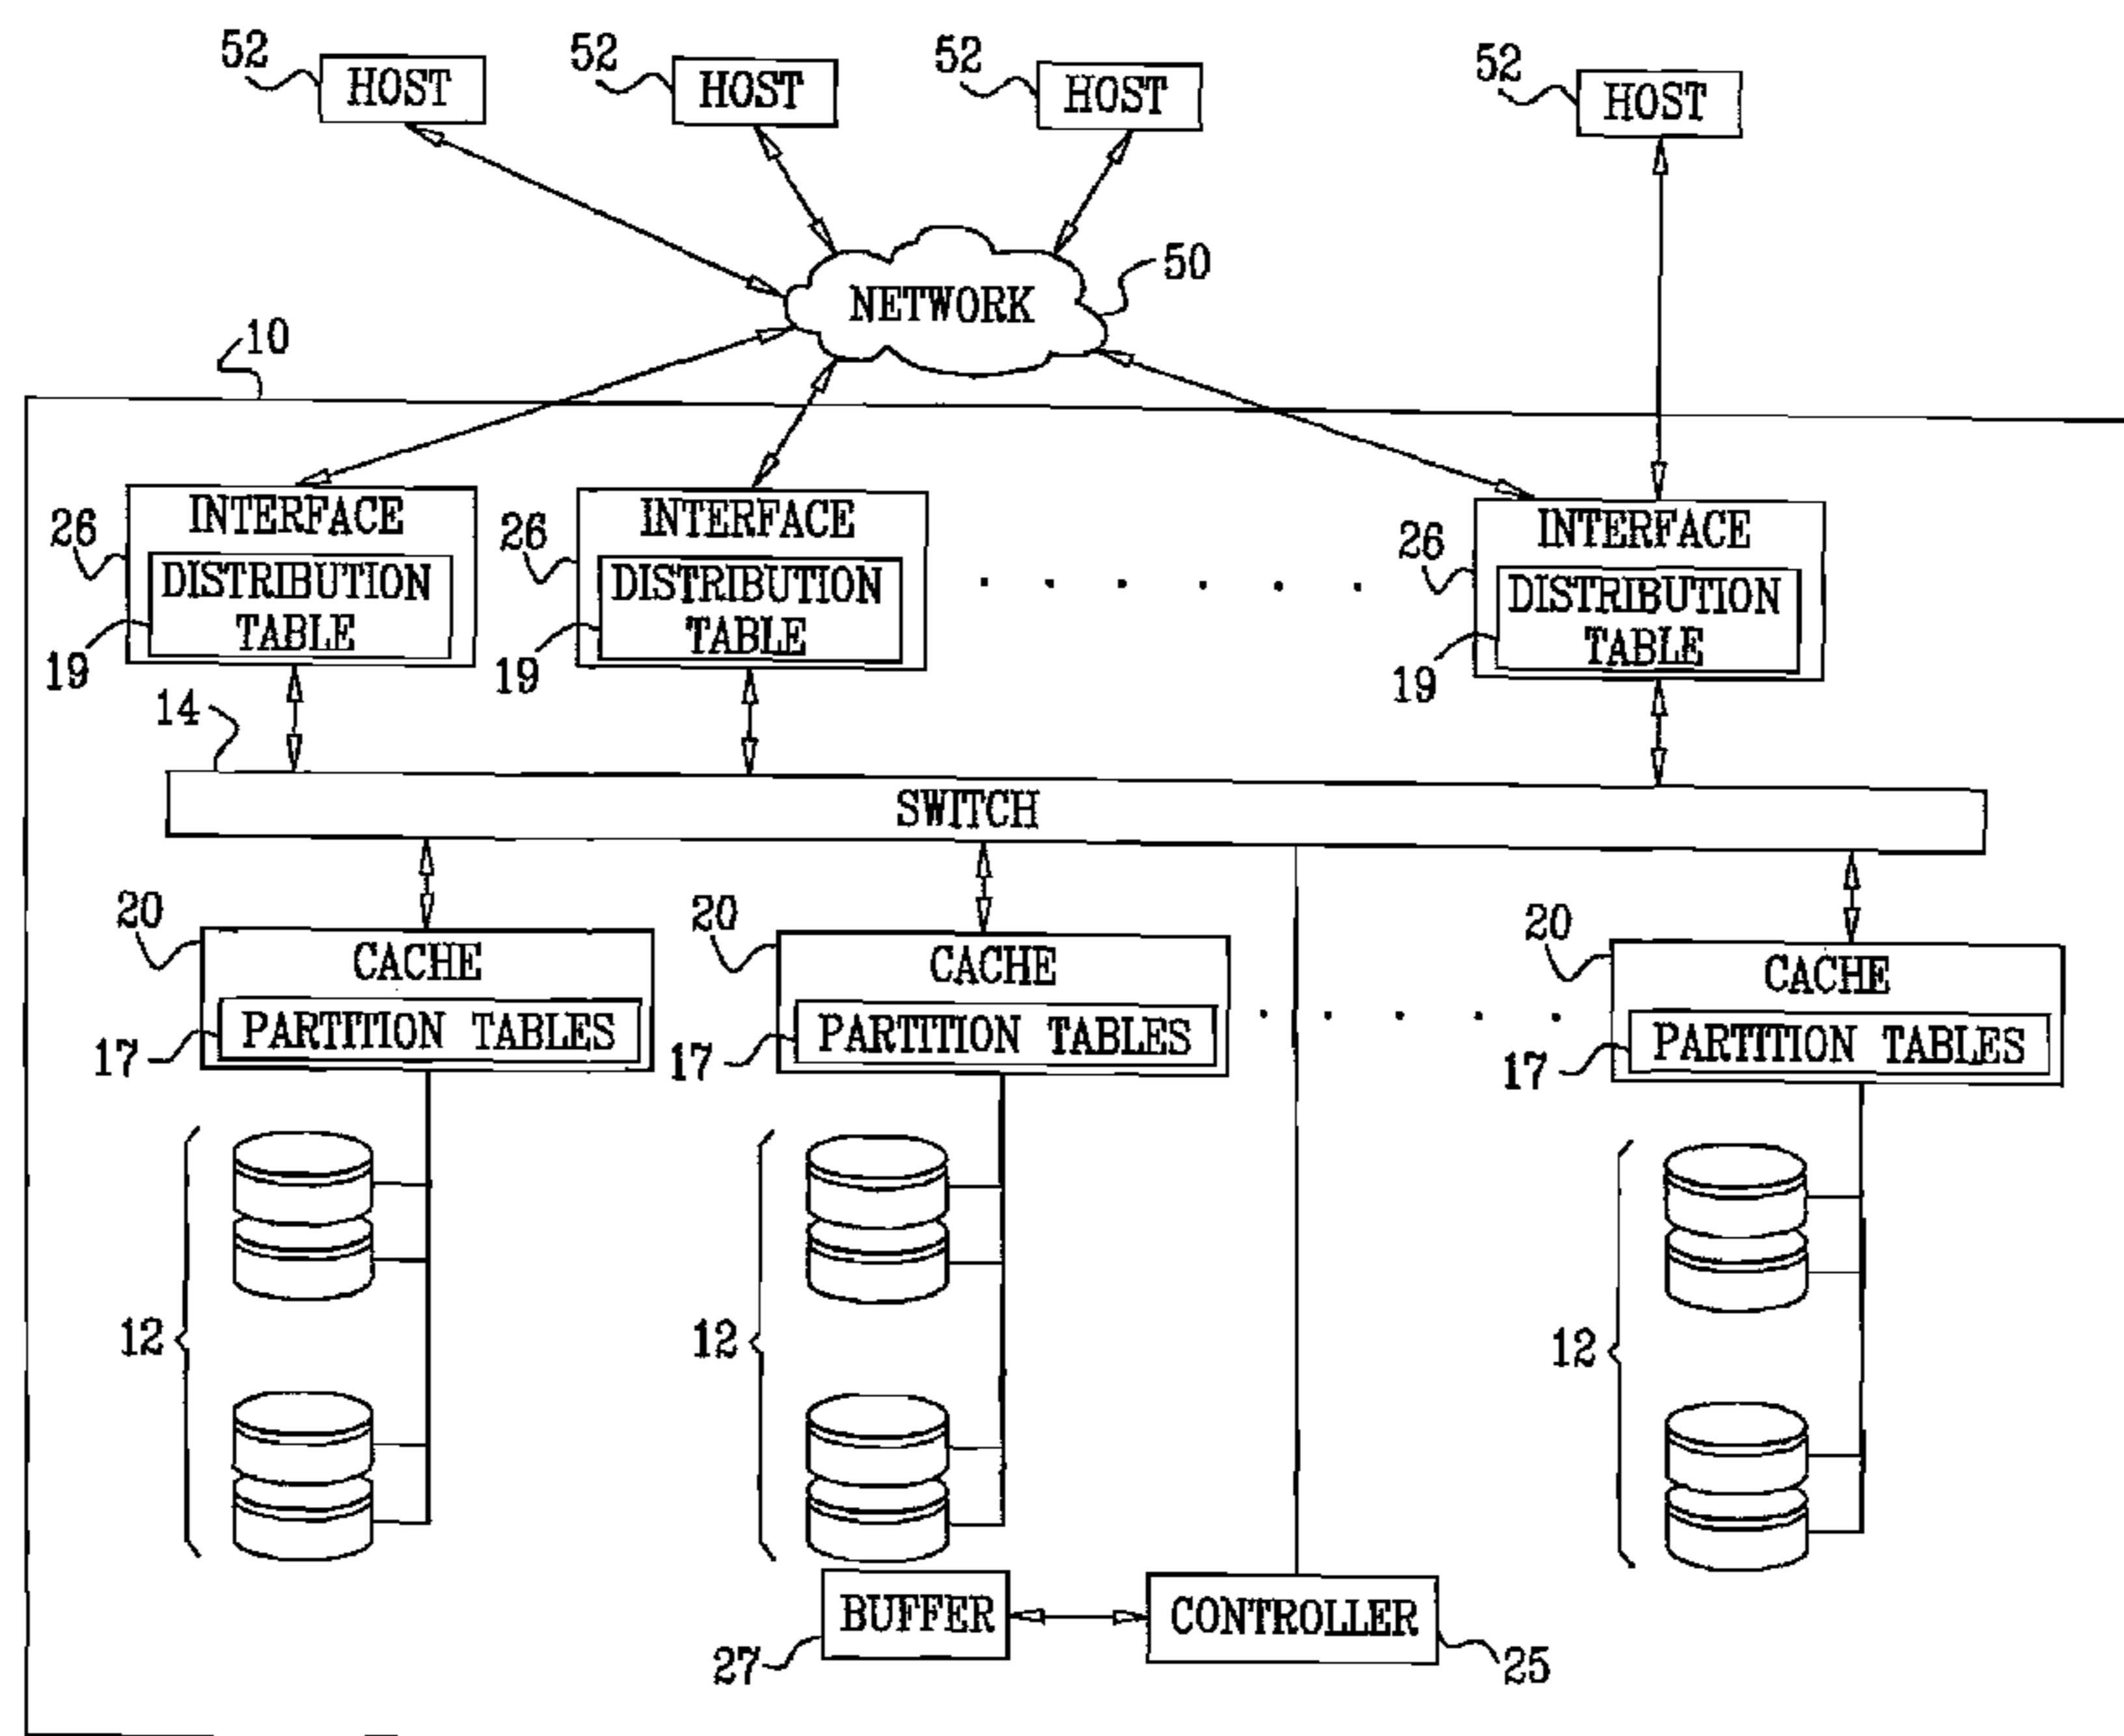 52 HOST 52 HOST 52 HOST 52 HOST
NETWORK 50
10
INTERFACE INTERFACE INTERFACE
26 26 26
DISTRIBUTION DISTRIBUTION DISTRIBUTION
TABLE TABLE TABLE
19 19 19
14
SWITCH
20 20 20
CACHE CACHE CACHE
17 PARTITION TABLES 17 PARTITION TABLES 17 PARTITION TABLES
12 12 12
BUFFER CONTROLLER
27 25